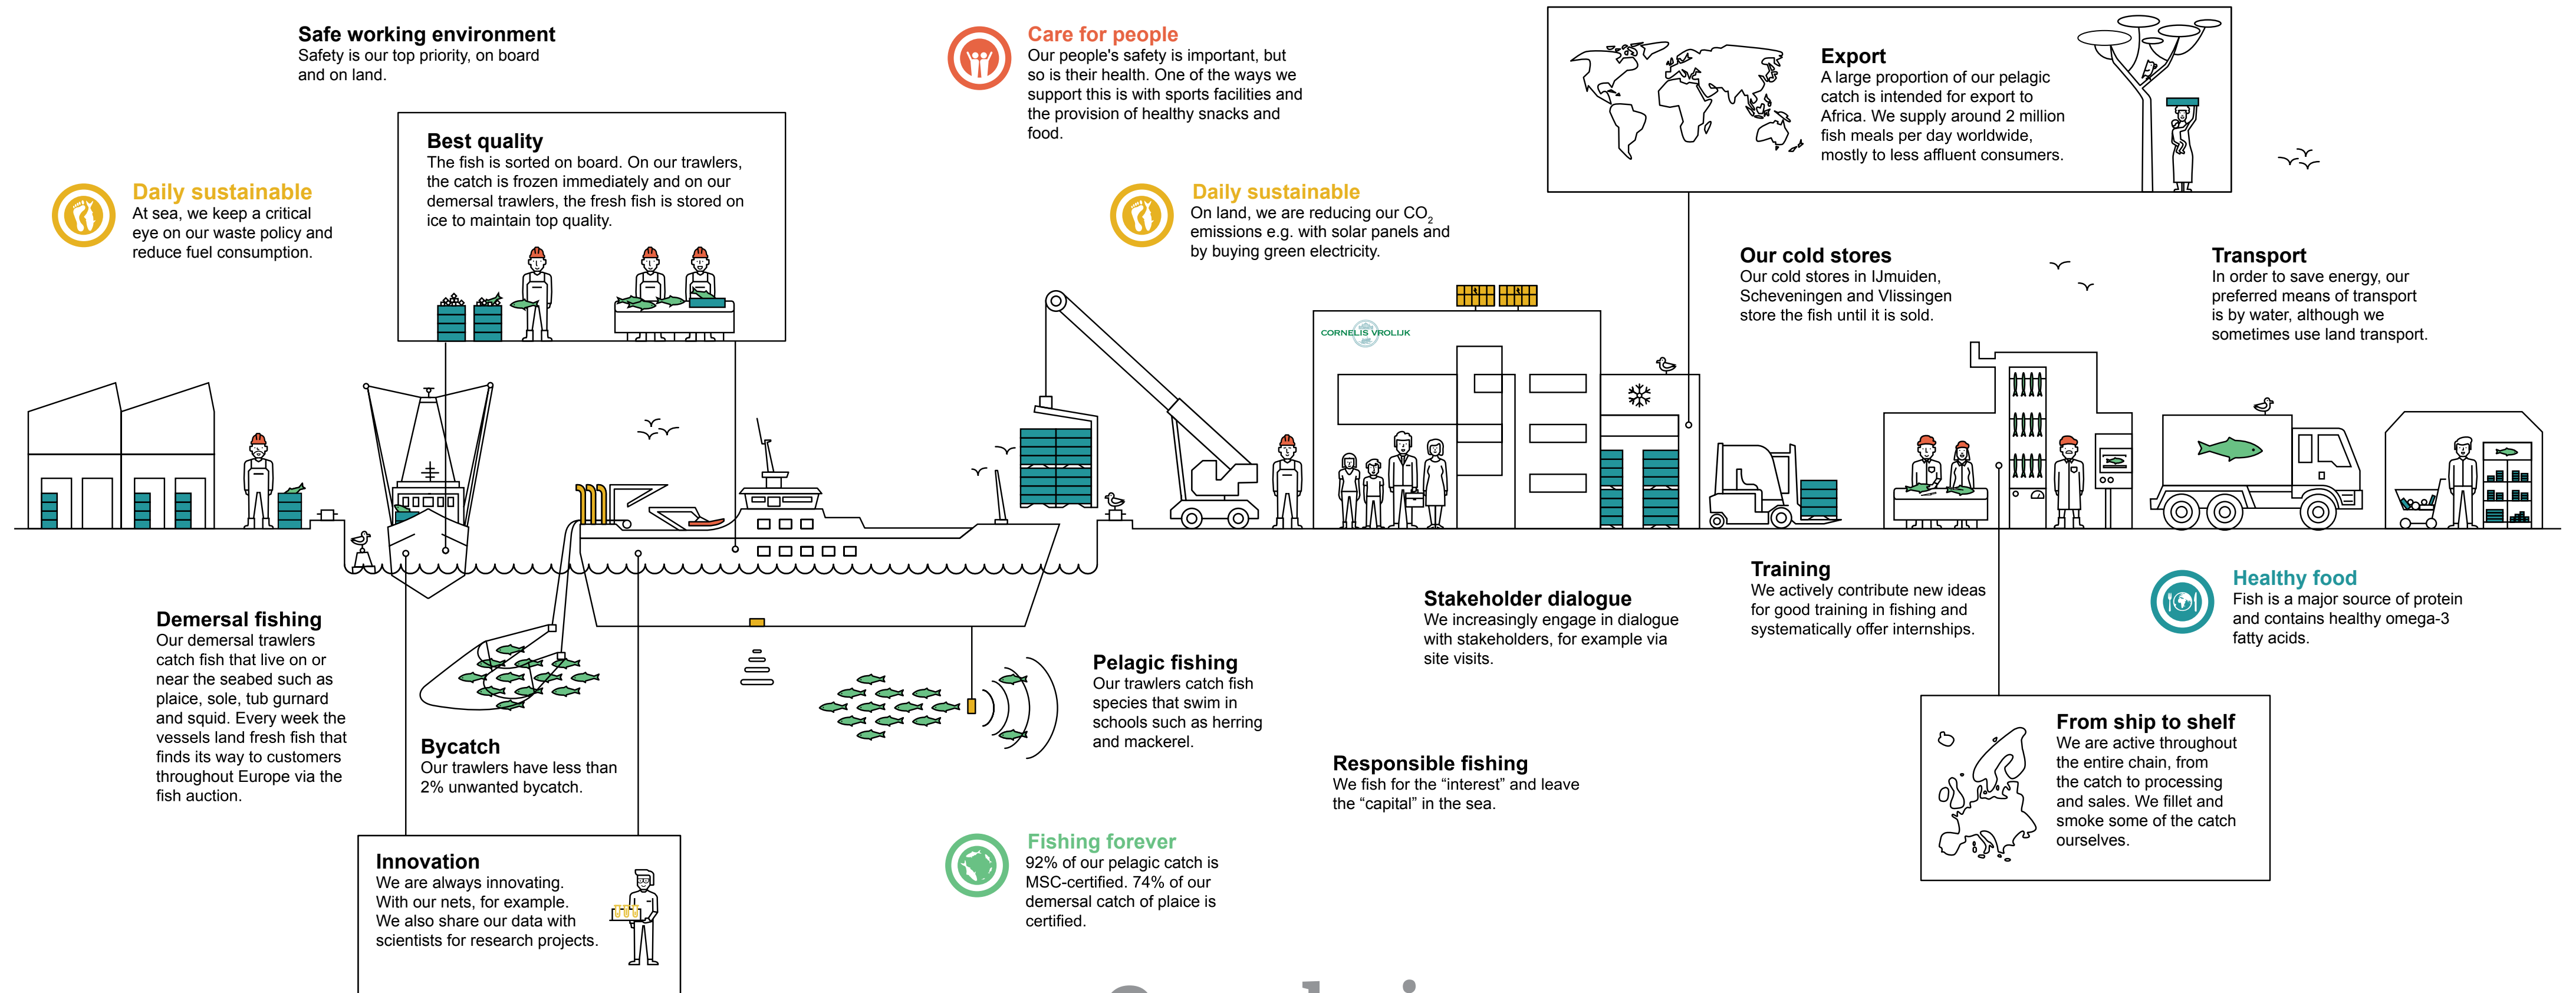 Safe working environment
Safety is our top priority, on board
and on land.
Care for people
Our people's safety is important, but
so is their health. One of the ways we
support this is with sports facilities and
the provision of healthy snacks and
food.
Export
A large proportion of our pelagic
catch is intended for export to
Africa. We supply around 2 million
fish meals per day worldwide,
mostly to less affluent consumers.
Best quality
The fish is sorted on board. On our trawlers,
the catch is frozen immediately and on our
demersal trawlers, the fresh fish is stored on
ice to maintain top quality.
Daily sustainable
At sea, we keep a critical
eye on our waste policy and
reduce fuel consumption.
Daily sustainable
On land, we are reducing our CO₂
emissions e.g. with solar panels and
by buying green electricity.
Our cold stores
Our cold stores in IJmuiden,
Scheveningen and Vlissingen
store the fish until it is sold.
Transport
In order to save energy, our
preferred means of transport
is by water, although we
sometimes use land transport.
CORNELIS VROLIJK
Demersal fishing
Our demersal trawlers
catch fish that live on or
near the seabed such as
plaice, sole, tub gurnard
and squid. Every week the
vessels land fresh fish that
finds its way to customers
throughout Europe via the
fish auction.
Bycatch
Our trawlers have less than
2% unwanted bycatch.
Pelagic fishing
Our trawlers catch fish
species that swim in
schools such as herring
and mackerel.
Stakeholder dialogue
We increasingly engage in dialogue
with stakeholders, for example via
site visits.
Training
We actively contribute new ideas
for good training in fishing and
systematically offer internships.
Healthy food
Fish is a major source of protein
and contains healthy omega-3
fatty acids.
Responsible fishing
We fish for the “interest” and leave
the “capital” in the sea.
From ship to shelf
We are active throughout
the entire chain, from
the catch to processing
and sales. We fillet and
smoke some of the catch
ourselves.
Innovation
We are always innovating.
With our nets, for example.
We also share our data with
scientists for research projects.
Fishing forever
92% of our pelagic catch is
MSC-certified. 74% of our
demersal catch of plaice is
certified.